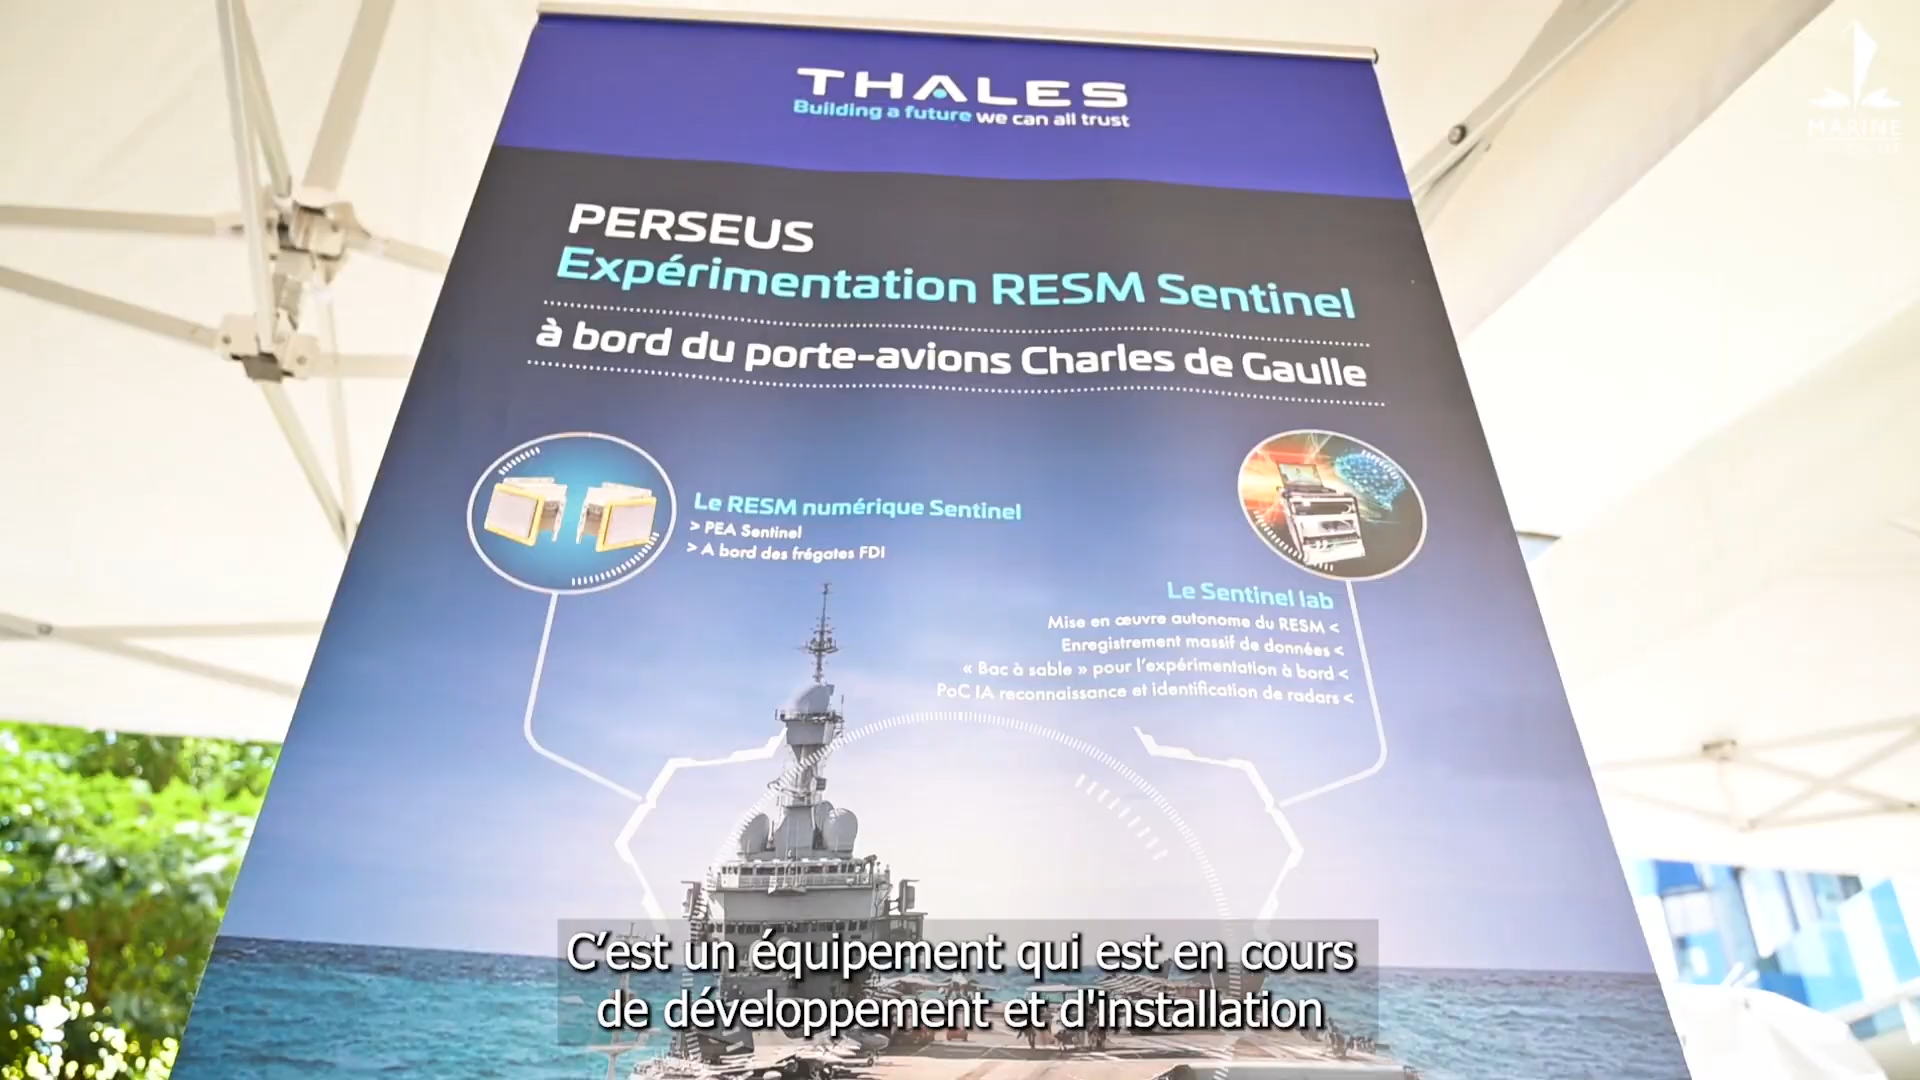 THALES
Building a future we can all trust
MARINE
PERSEUS
Expérimentation RESM Sentinel
à bord du porte-avions Charles de Gaulle
Le RESM numérique Sentinel
> PEA Sentinel
> A bord des frégates FDI
Le Sentinel lab
Mise en œuvre autonome du RESM <
Enregistrement massif de données <
« Bac à sable » pour l'expérimentation à bord <
PoC IA reconnaissance et identification de radars <
C'est un équipement qui est en cours
de développement et d'installation